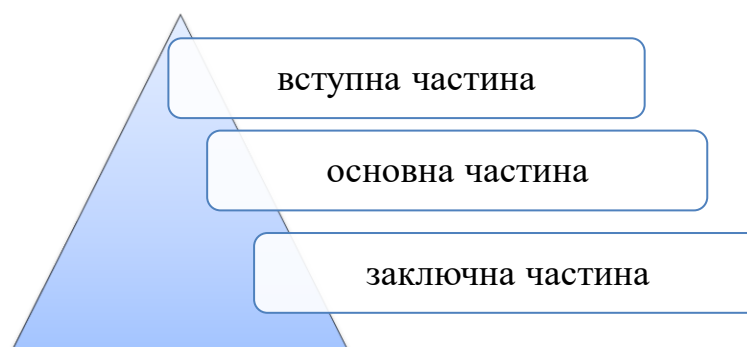 вступна частина
основна частина
заключна частина